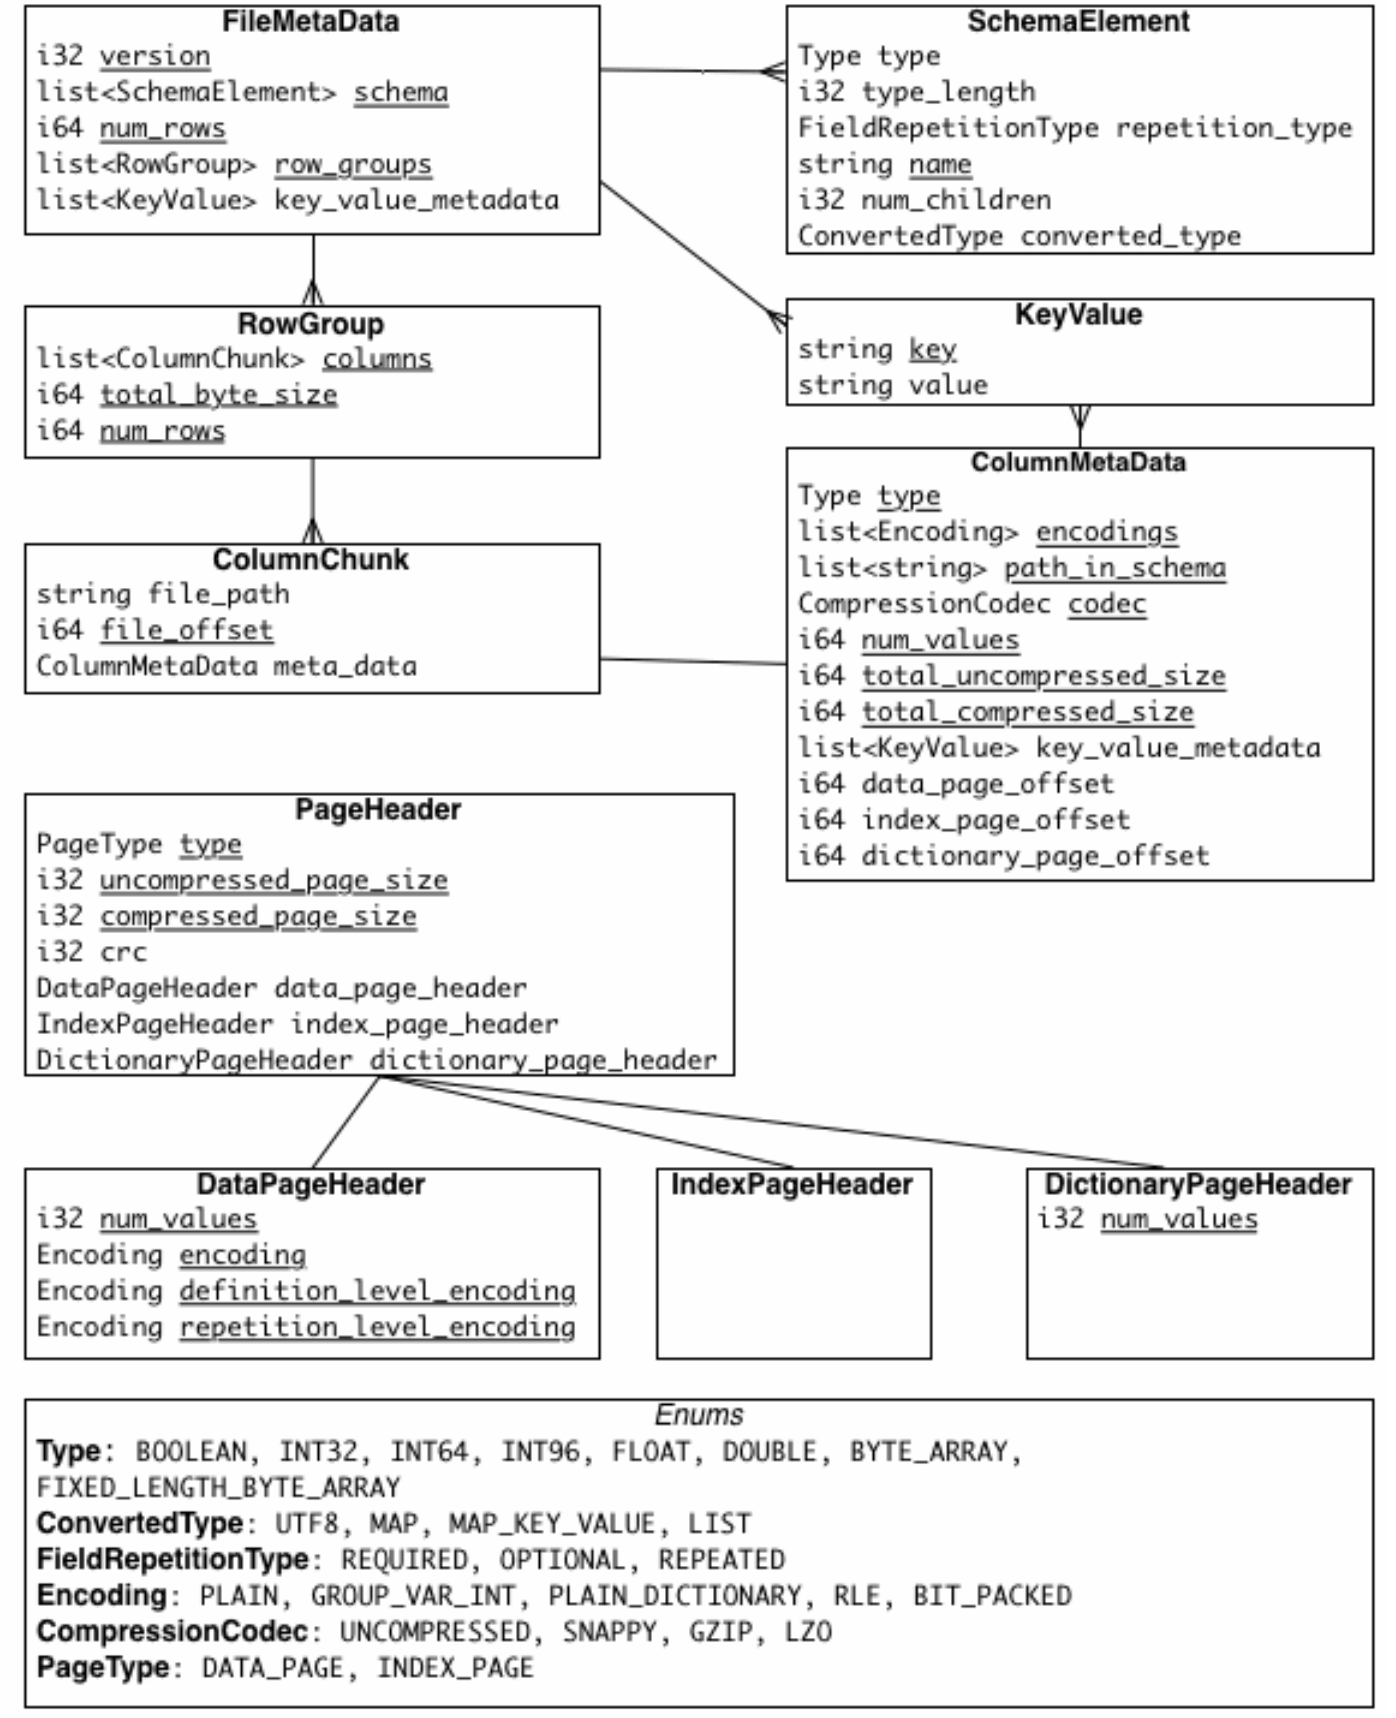 FileMetaData
i32 version
list<SchemaElement> schema
i64 num_rows
list<RowGroup> row_groups
list<KeyValue> key_value_metadata
SchemaElement
Type type
i32 type_length
FieldRepetitionType repetition_type
string name
i32 num_children
ConvertedType converted_type
RowGroup
list<ColumnChunk> columns
i64 total_byte_size
i64 num_rows
KeyValue
string key
string value
ColumnChunk
string file_path
i64 file_offset
ColumnMetaData meta_data
ColumnMetaData
Type type
list<Encoding> encodings
list<string> path_in_schema
CompressionCodec codec
i64 num_values
i64 total_uncompressed_size
i64 total_compressed_size
list<KeyValue> key_value_metadata
i64 data_page_offset
i64 index_page_offset
i64 dictionary_page_offset
PageHeader
PageType type
i32 uncompressed_page_size
i32 compressed_page_size
i32 crc
DataPageHeader data_page_header
IndexPageHeader index_page_header
DictionaryPageHeader dictionary_page_header
DataPageHeader
i32 num_values
Encoding encoding
Encoding definition_level_encoding
Encoding repetition_level_encoding
IndexPageHeader
DictionaryPageHeader
i32 num_values
Enums
Type: BOOLEAN, INT32, INT64, INT96, FLOAT, DOUBLE, BYTE_ARRAY,
FIXED_LENGTH_BYTE_ARRAY
ConvertedType: UTF8, MAP, MAP_KEY_VALUE, LIST
FieldRepetitionType: REQUIRED, OPTIONAL, REPEATED
Encoding: PLAIN, GROUP_VAR_INT, PLAIN_DICTIONARY, RLE, BIT_PACKED
CompressionCodec: UNCOMPRESSED, SNAPPY, GZIP, LZO
PageType: DATA_PAGE, INDEX_PAGE